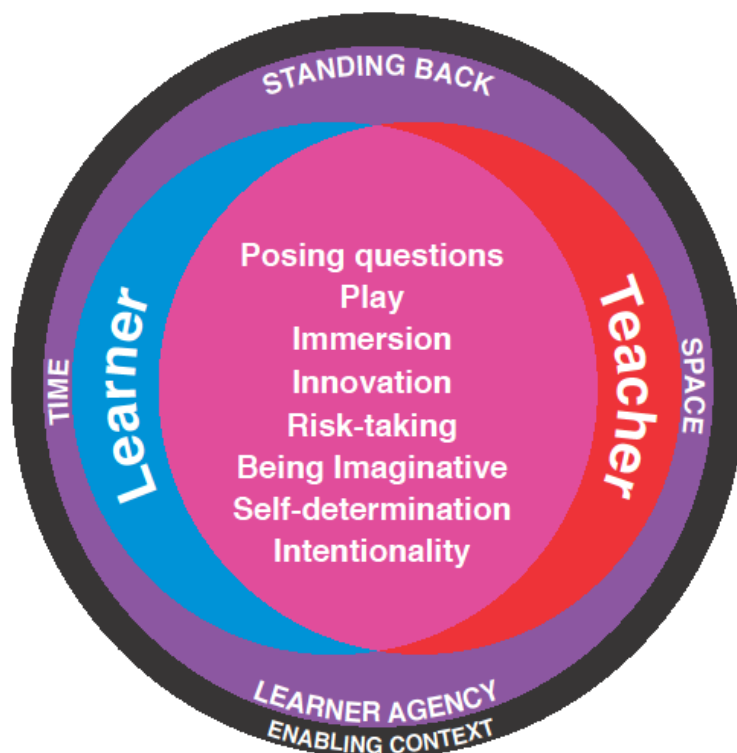 STANDING BACK
Posing questions
Play
Immersion
Innovation
Risk-taking
Being Imaginative
Self-determination
Intentionality
Learner
Teacher
TIME
SPACE
LEARNER AGENCY
ENABLING CONTEXT